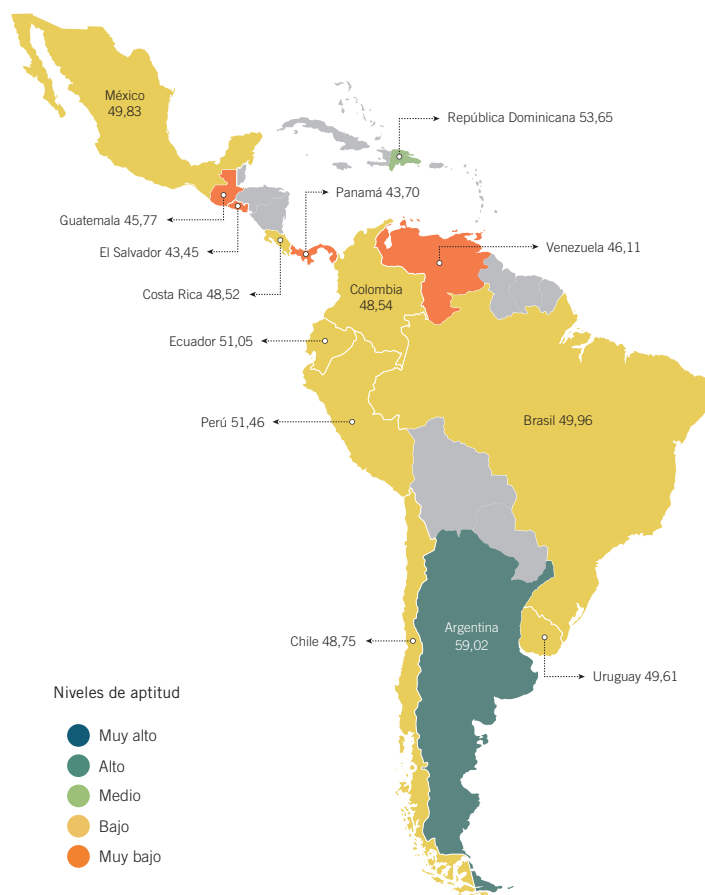 México
49,83
República Dominicana 53,65
Panamá 43,70
Guatemala 45,77
El Salvador 43,45
Venezuela 46,11
Costa Rica 48,52
Colombia
48,54
Ecuador 51,05
Perú 51,46
Brasil 49,96
Argentina
59,02
Chile 48,75
Uruguay 49,61
Niveles de aptitud
Muy alto
Alto
Medio
Bajo
Muy bajo